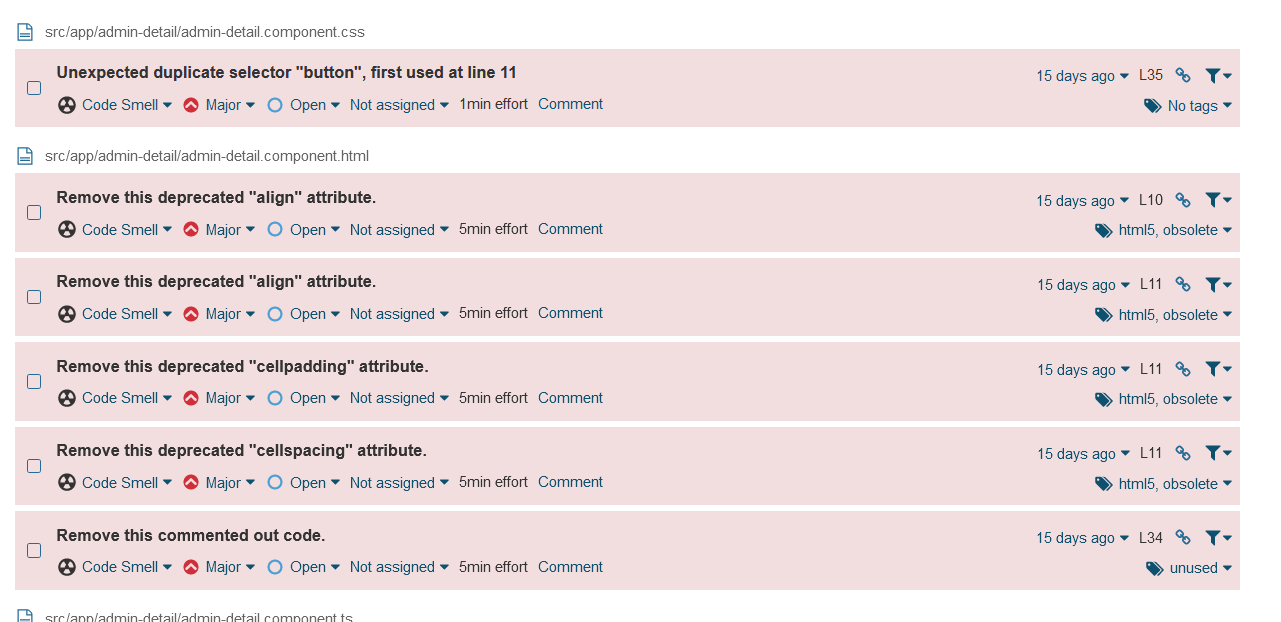 src/app/admin-detail/admin-detail.component.css
Unexpected duplicate selector "button", first used at line 11
15 days ago L35
Code Smell Major Open Not assigned 1min effort Comment
No tags
src/app/admin-detail/admin-detail.component.html
Remove this deprecated "align" attribute.
15 days ago L10
Code Smell Major Open Not assigned 5min effort Comment
html5, obsolete
Remove this deprecated "align" attribute.
15 days ago L11
Code Smell Major Open Not assigned 5min effort Comment
html5, obsolete
Remove this deprecated "cellpadding" attribute.
15 days ago L11
Code Smell Major Open Not assigned 5min effort Comment
html5, obsolete
Remove this deprecated "cellspacing" attribute.
15 days ago L11
Code Smell Major Open Not assigned 5min effort Comment
html5, obsolete
Remove this commented out code.
15 days ago L34
Code Smell Major Open Not assigned 5min effort Comment
unused
src/app/admin-detail/admin-detail.component.ts